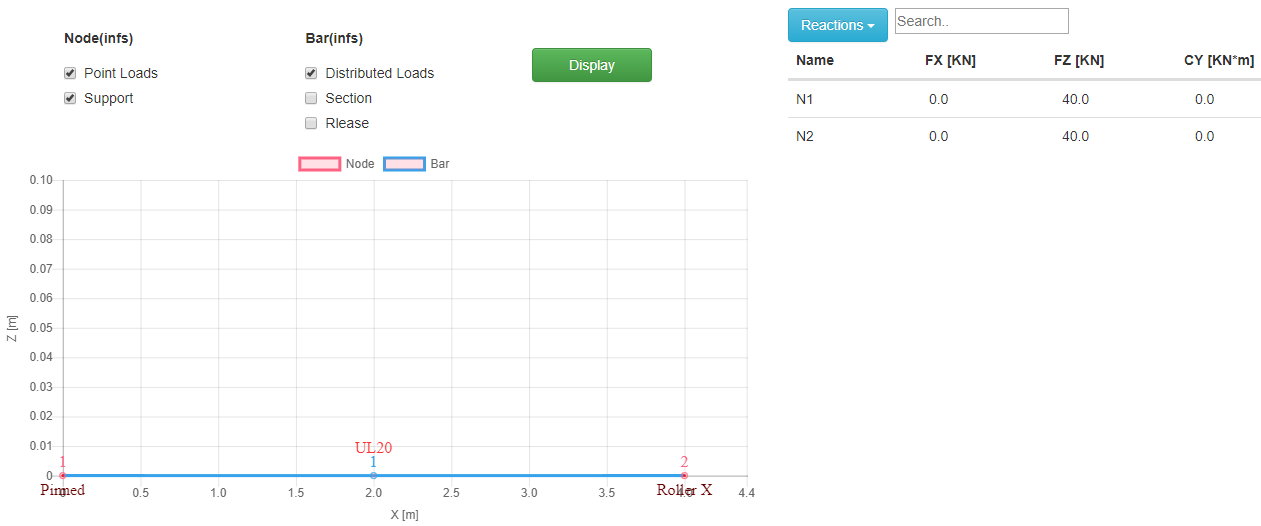 Node(infs)
Point Loads
Support
Bar(infs)
Distributed Loads
Section
Rlease
Display
Reactions
Search..
Name FX [KN] FZ [KN] CY [KN*m]
N1 0.0 40.0 0.0
N2 0.0 40.0 0.0
Node Bar
0.10
0.09
0.08
0.07
0.06
0.05
0.04
0.03
0.02
0.01
0
Z [m]
UL20
1 1 2
Pinned Roller X
0 0.5 1.0 1.5 2.0 2.5 3.0 3.5 4.0 4.4
X [m]